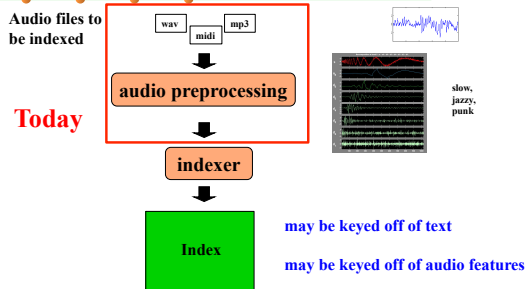 Audio files to
be indexed
wav
midi
mp3
audio preprocessing
slow,
jazzy,
punk
Today
indexer
Index
may be keyed off of text
may be keyed off of audio features